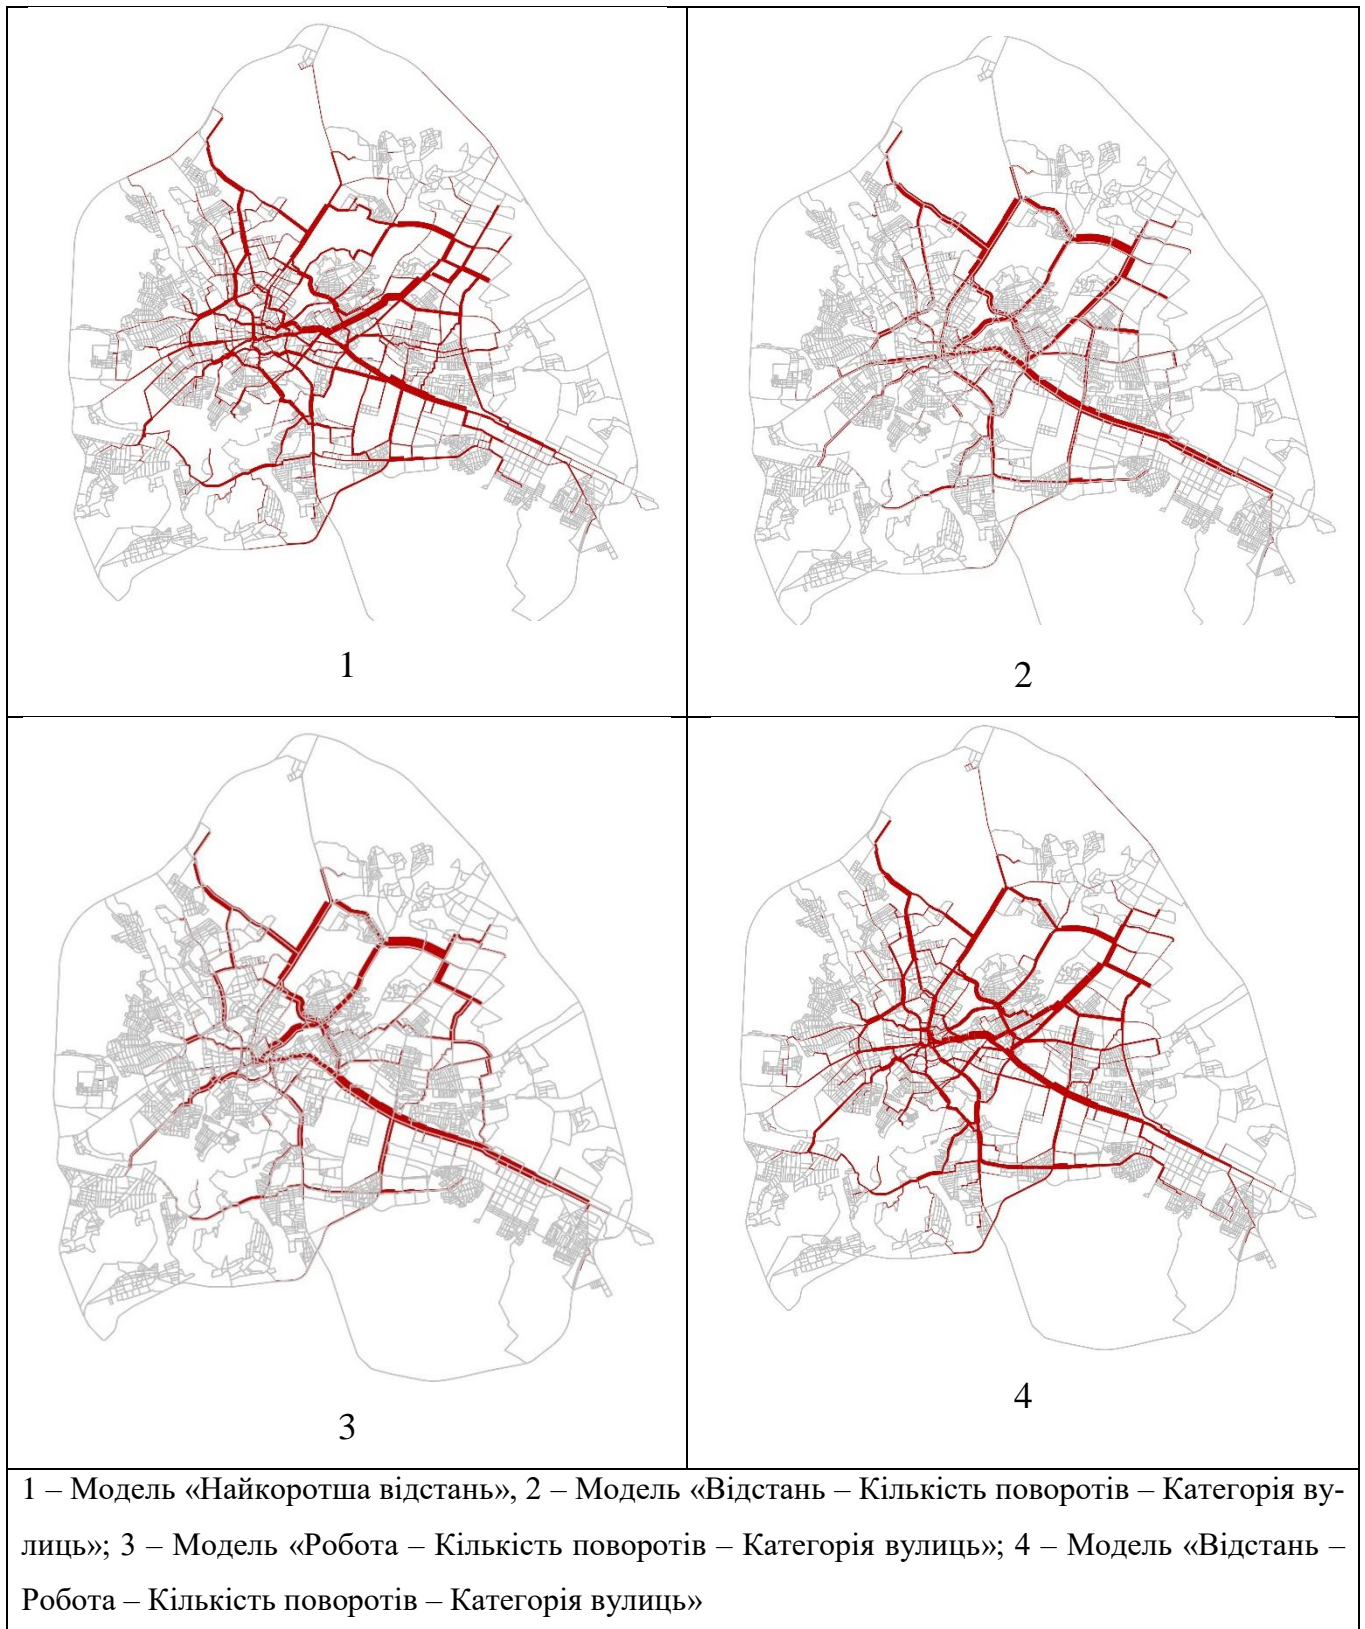 1
2
3
4
1 – Модель «Найкоротша відстань», 2 – Модель «Відстань – Кількість поворотів – Категорія ву-
лиць»; 3 – Модель «Робота – Кількість поворотів – Категорія вулиць»; 4 – Модель «Відстань –
Робота – Кількість поворотів – Категорія вулиць»